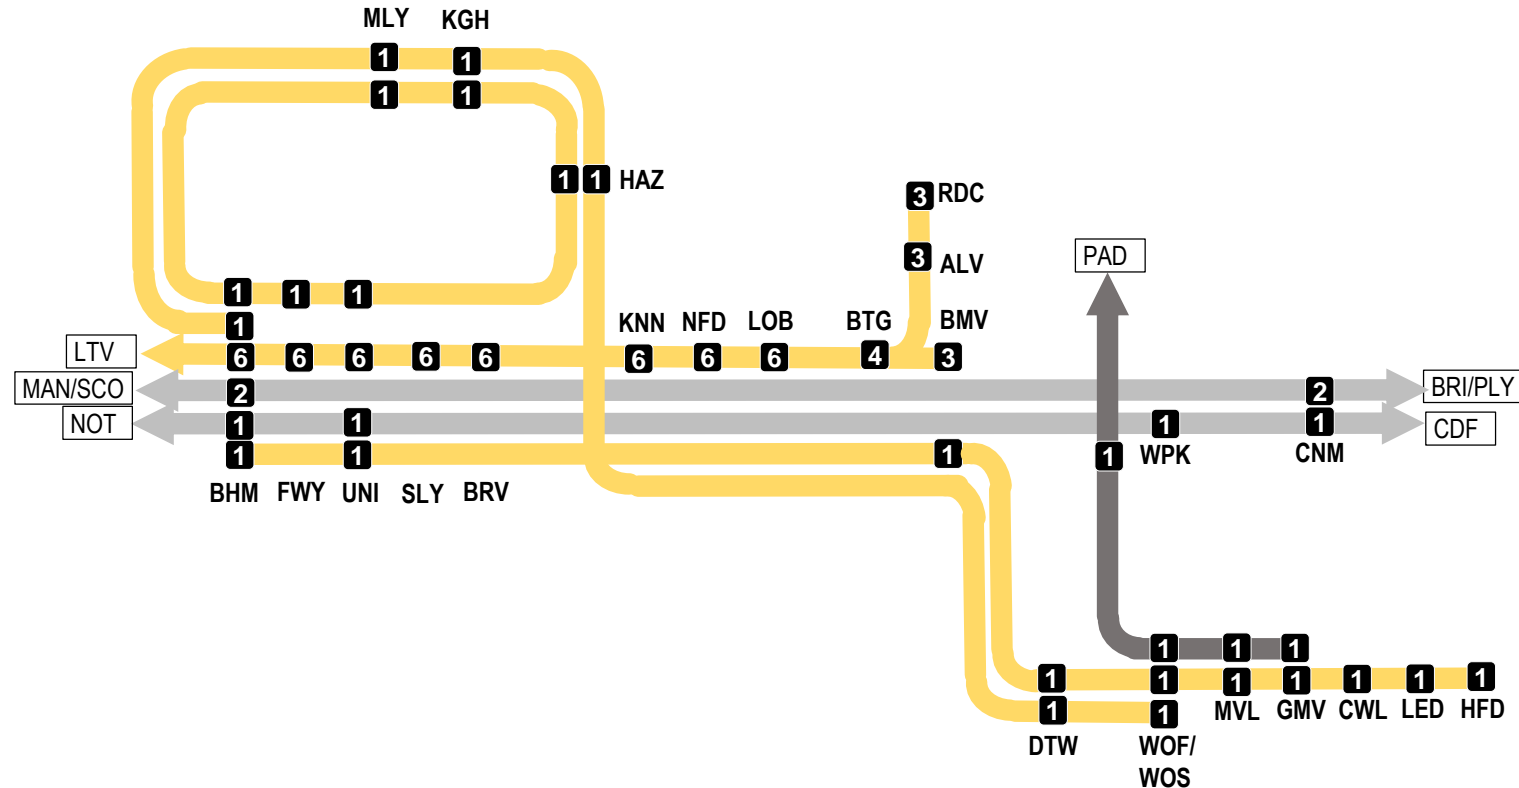 MLY KGH
1 1
1 1
1 1 HAZ
3 RDC
3 ALV
PAD
1 1 1
1
KNN NFD LOB BTG BMV
LTV 6 6 6 6 6 6 6 6 4 3
MAN/SCO 2 2 BRI/PLY
NOT 1 1 1 1 CDF
1 1 1 1 WPK CNM
BHM FWY UNI SLY BRV
1 1 1
1 1 1 1 1 1 1
1 1 MVL GMV CWL LED HFD
DTW WOF/
WOS